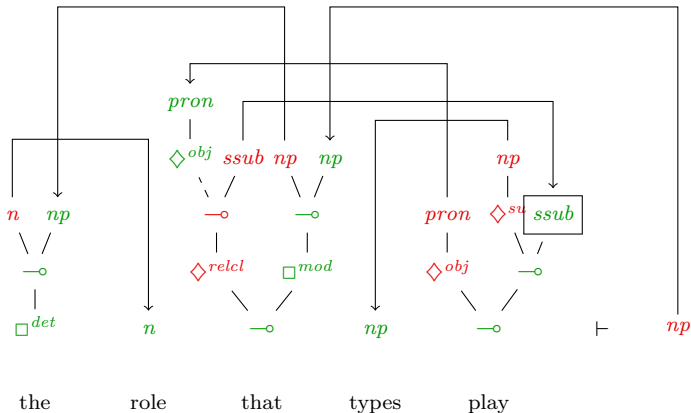 pron
◇obj ssub np np np
n np ⊸ ⊸ pron ◇su ssub
⊸ ◇relcl □mod ◇obj ⊸
□det n ⊸ np ⊸ ⊢ np
the role that types play